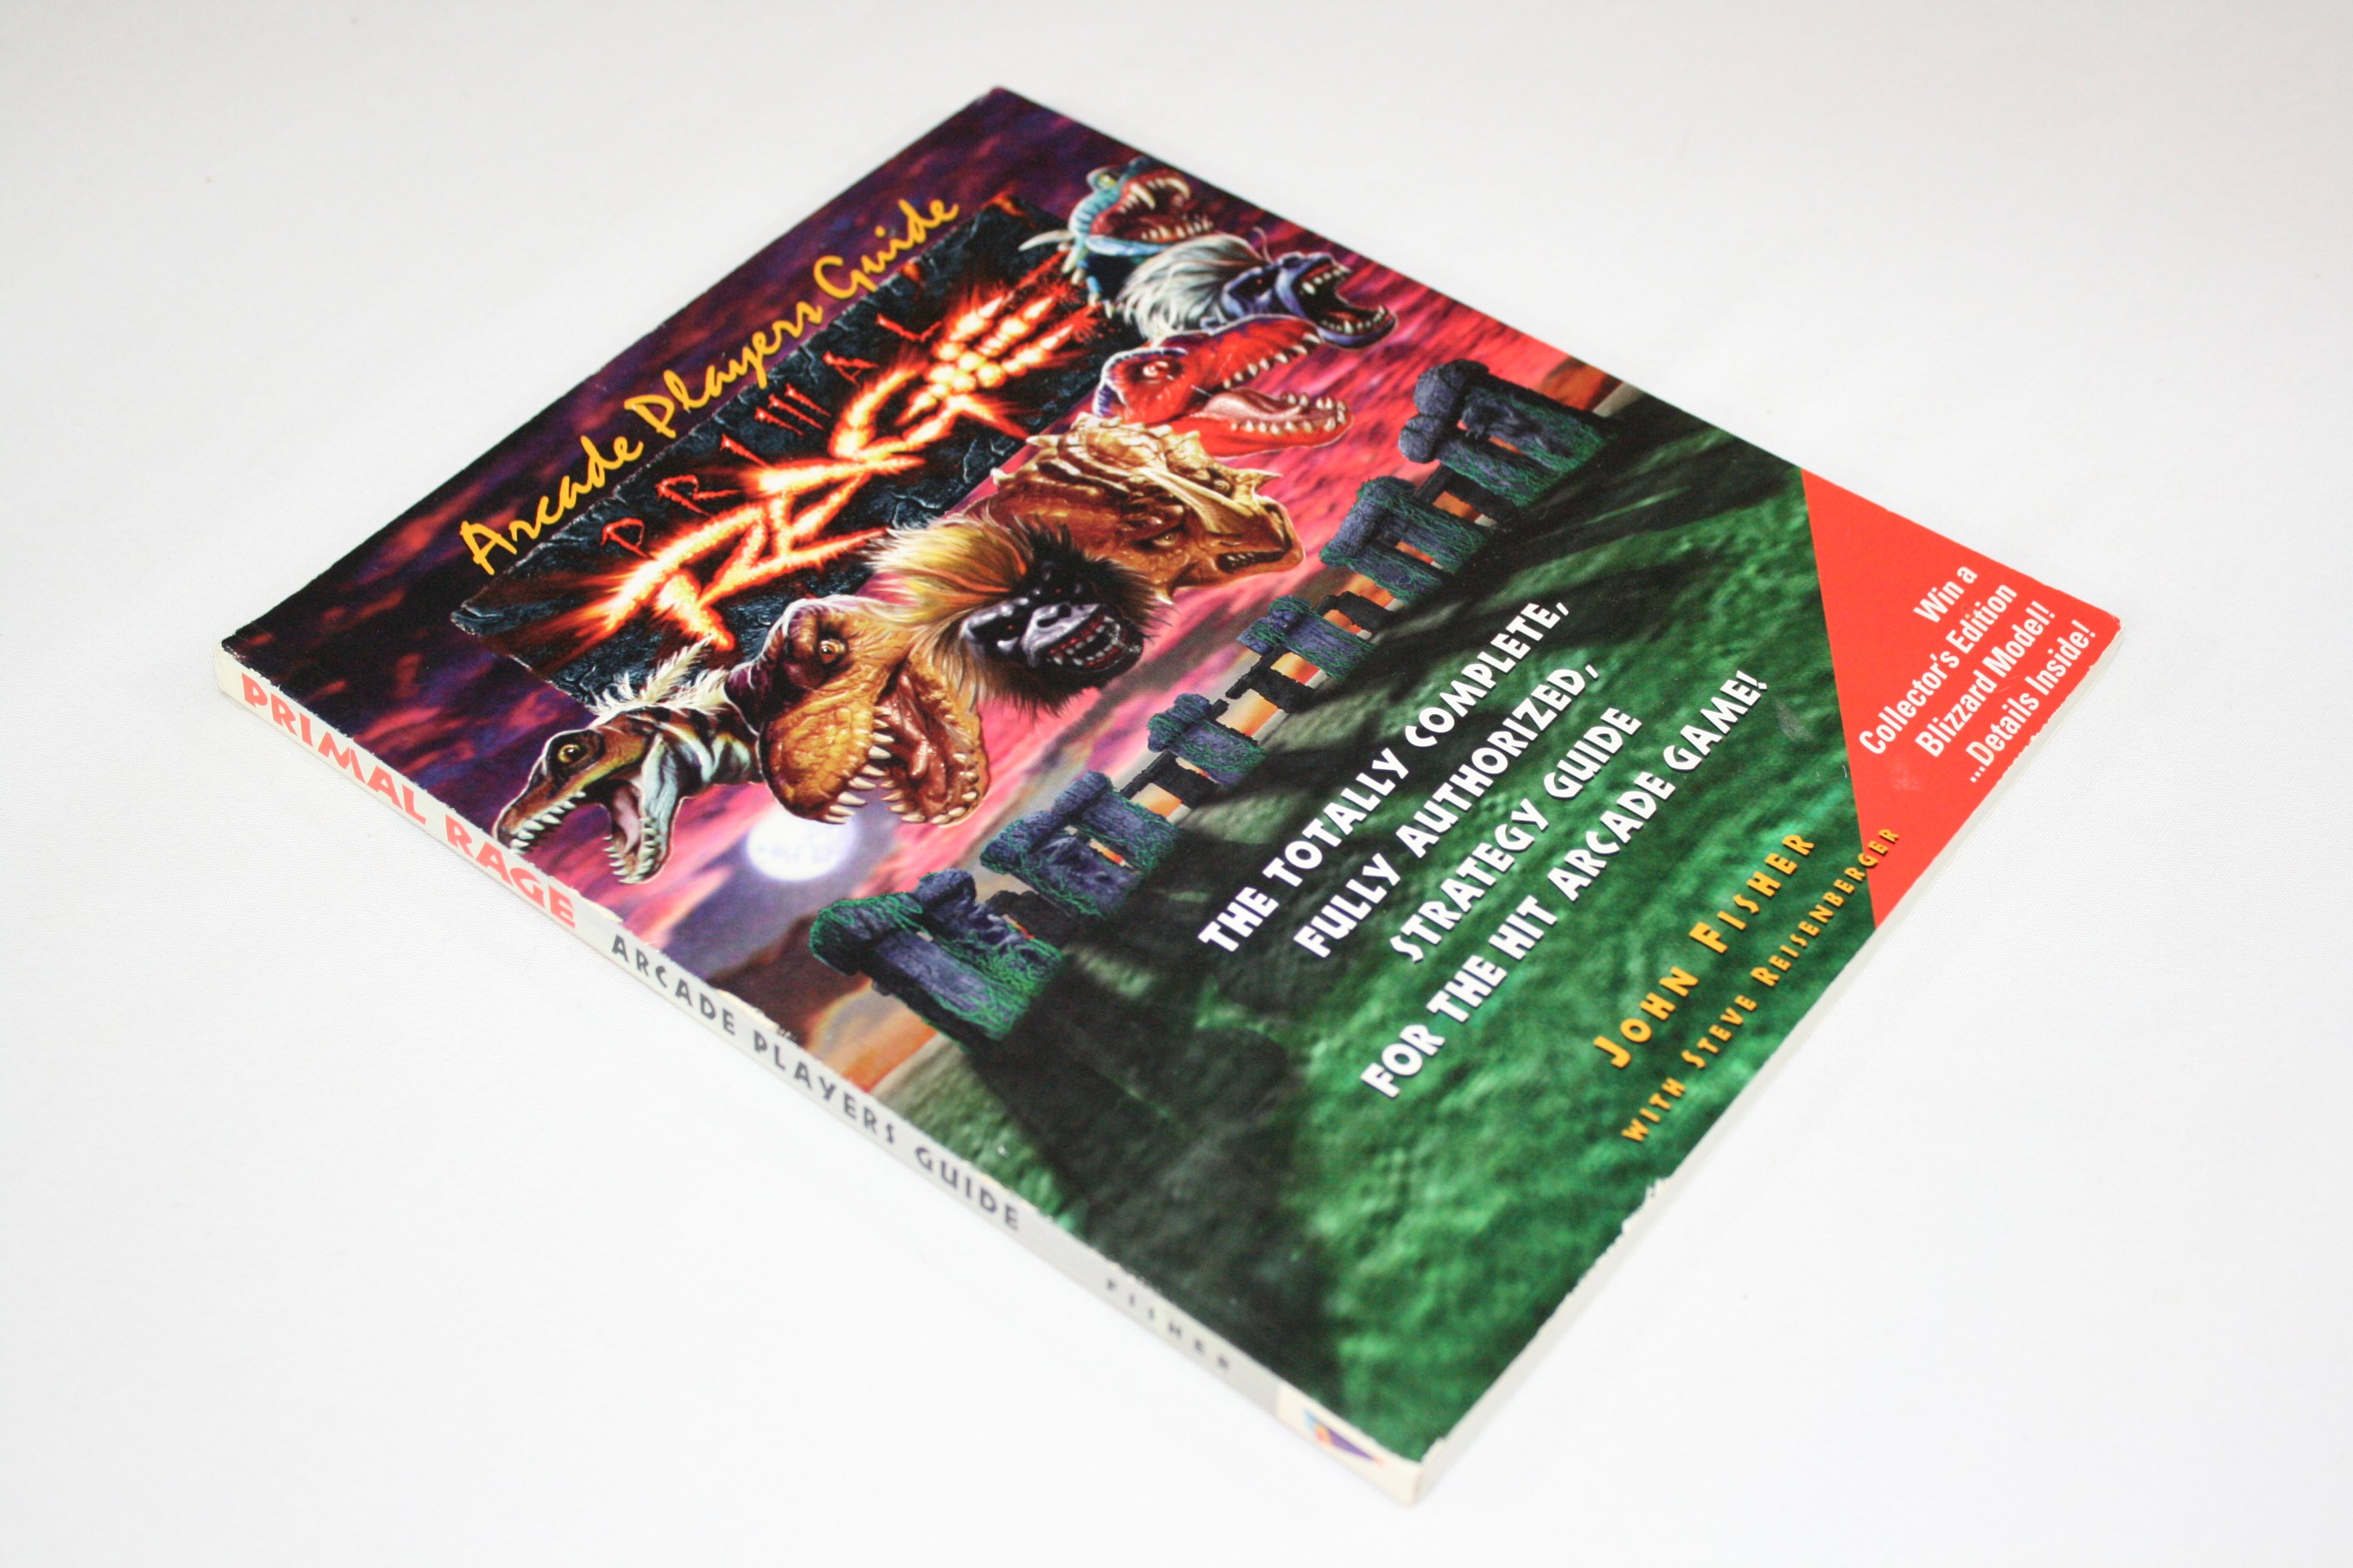 Arcade Players Guide
PRIMAL
RAGE
THE TOTALLY COMPLETE,
FULLY AUTHORIZED,
STRATEGY GUIDE
FOR THE HIT ARCADE GAME!
Win a
Collector's Edition
Blizzard Model!
...Details Inside!
JOHN FISHER
WITH STEVE REISENBERGER
PRIMAL RAGE ARCADE PLAYERS GUIDE FISHER